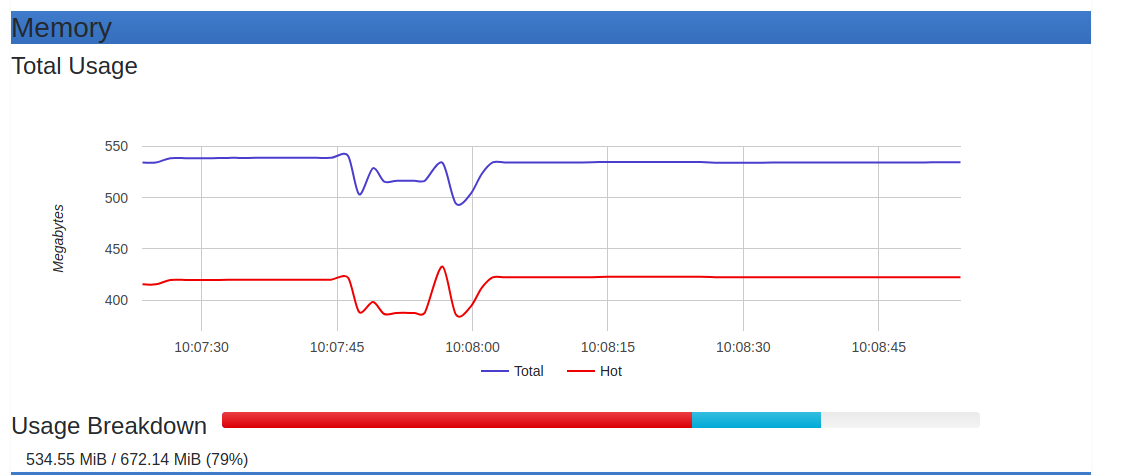 Memory
Total Usage
550
500
450
400
Megabytes
10:07:30 10:07:45 10:08:00 10:08:15 10:08:30 10:08:45
Total Hot
Usage Breakdown
534.55 MiB / 672.14 MiB (79%)